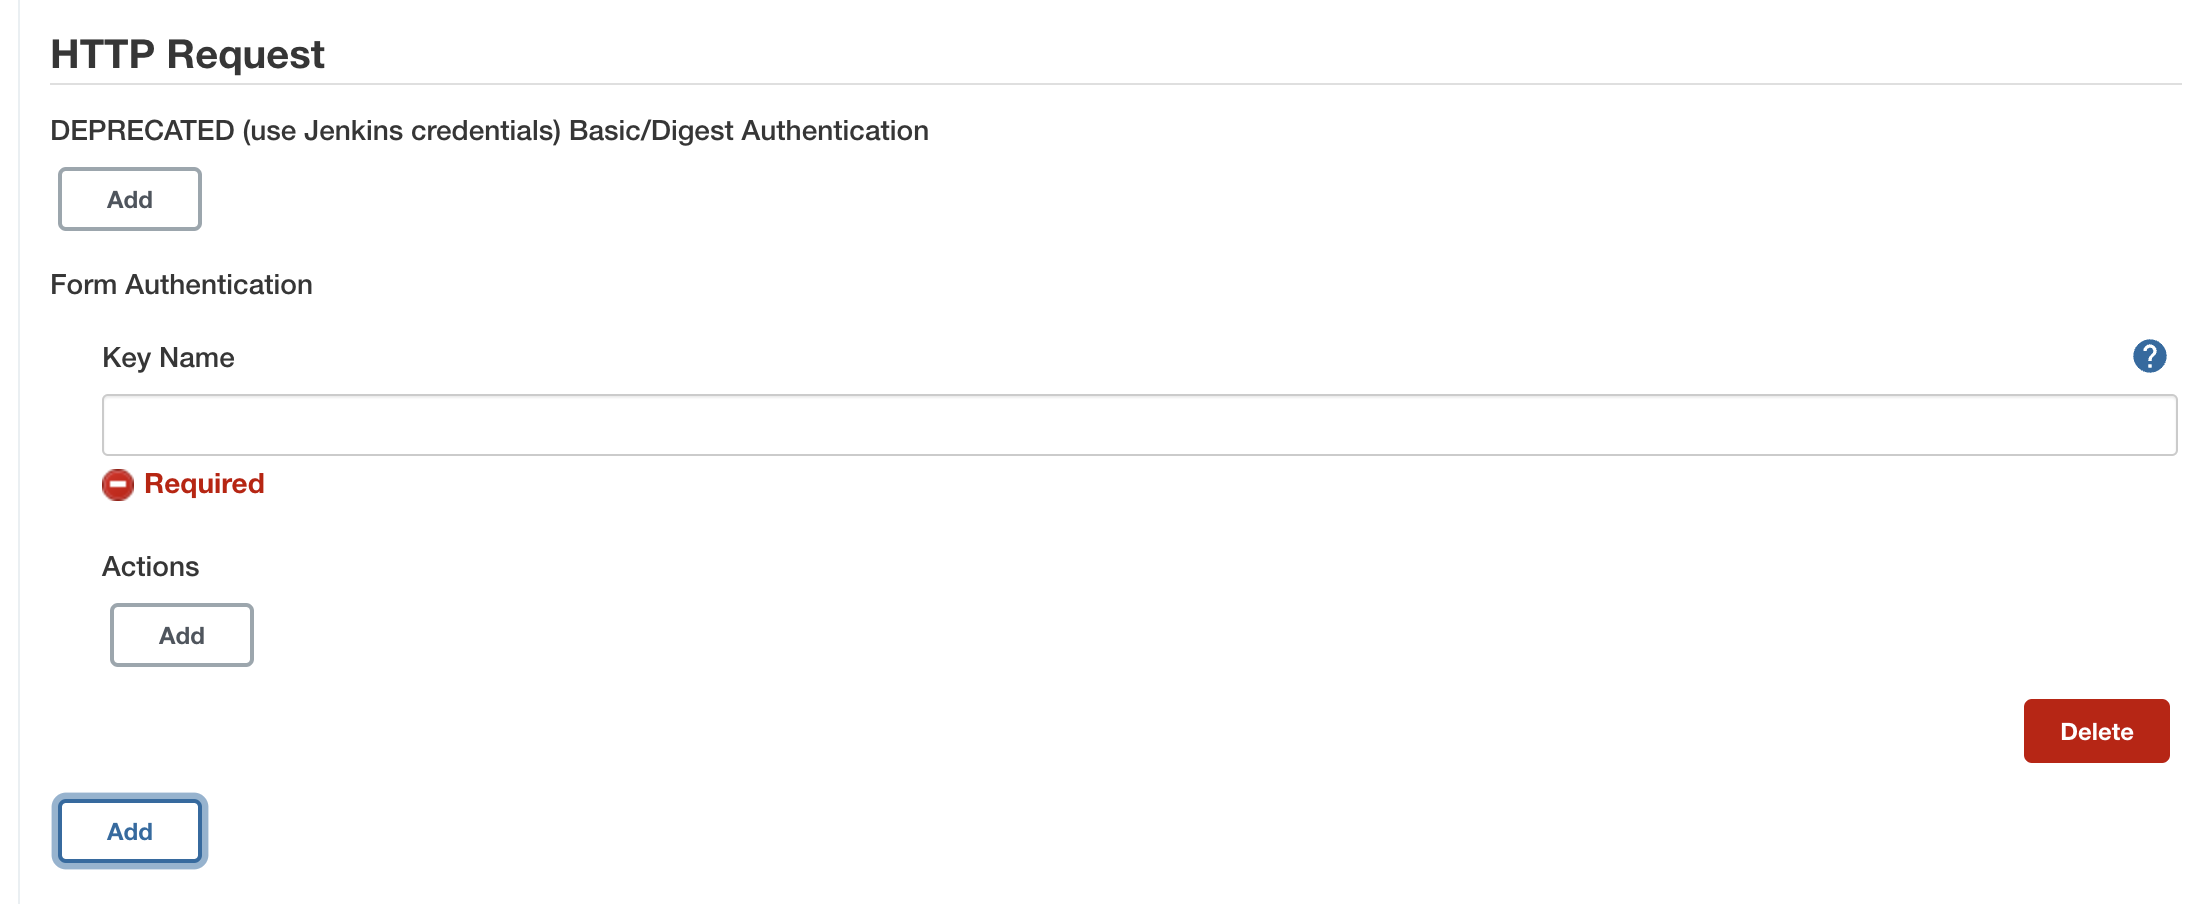 HTTP Request
DEPRECATED (use Jenkins credentials) Basic/Digest Authentication
Add
Form Authentication
Key Name
?
Required
Actions
Add
Delete
Add